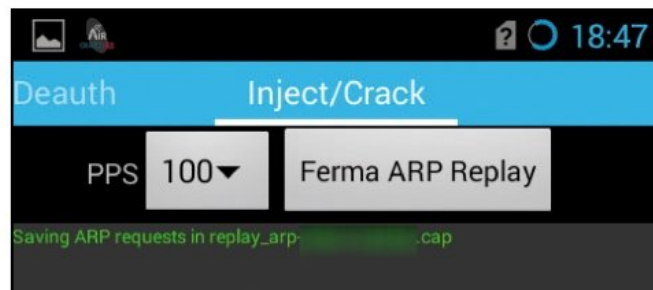 18:47
Deauth Inject/Crack
PPS 100 Ferma ARP Replay
Saving ARP requests in replay_arp- .cap